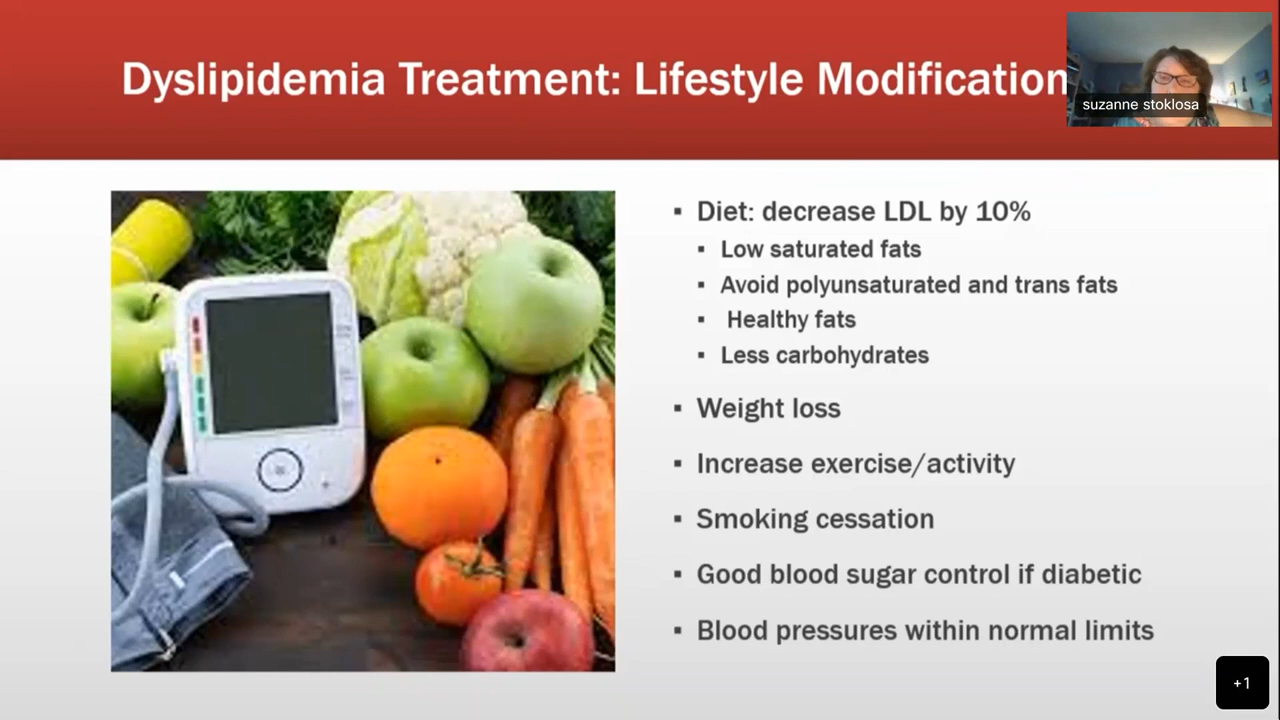 Dyslipidemia Treatment: Lifestyle Modification
suzanne stoklosa
▪ Diet: decrease LDL by 10%
▪ Low saturated fats
▪ Avoid polyunsaturated and trans fats
▪ Healthy fats
▪ Less carbohydrates
▪ Weight loss
▪ Increase exercise/activity
▪ Smoking cessation
▪ Good blood sugar control if diabetic
▪ Blood pressures within normal limits
+1